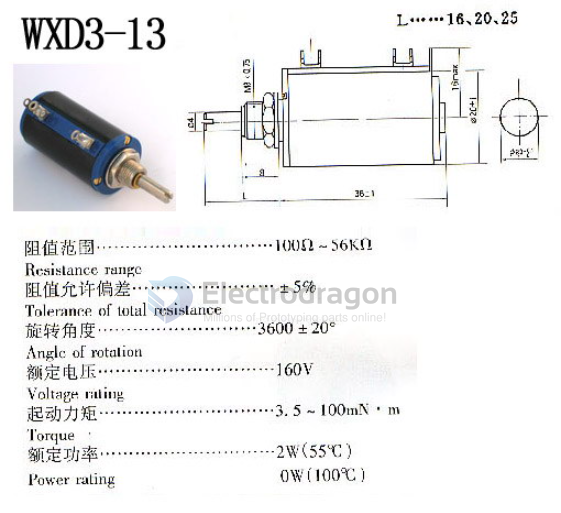 WXD3-13
L……16、20、25
M8×0.75
16max
ø4
ø20±1
L
8
36±1
阻值范围……100Ω~56KΩ
Resistance range
阻值允许偏差……±5%
Electrodragon
Tolerance of total resistance
Millions of Prototyping parts online!
旋转角度……3600±20°
Angle of rotation
额定电压……160V
Voltage rating
起动力矩……3.5~100mN·m
Torque
额定功率……2W(55℃)
Power rating 0W(100℃)